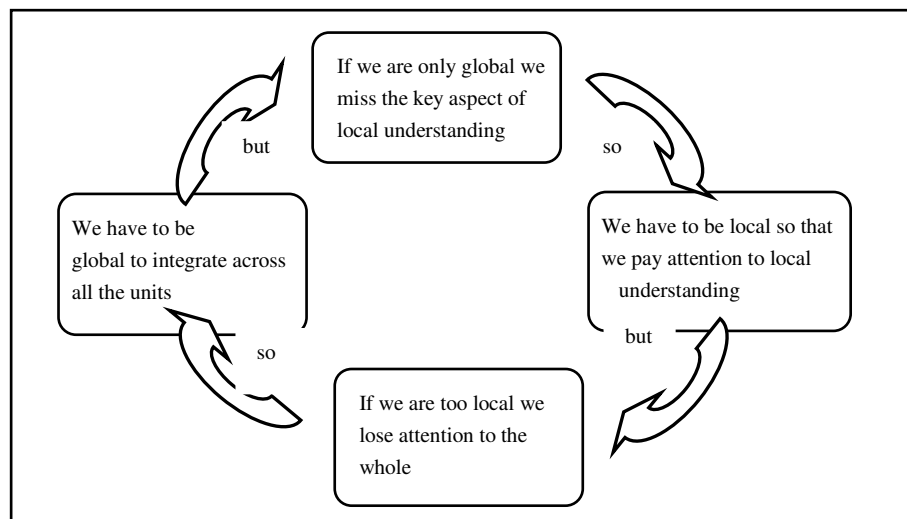 If we are only global we
miss the key aspect of
local understanding
but
so
We have to be
global to integrate across
all the units
We have to be local so that
we pay attention to local
understanding
so
but
If we are too local we
lose attention to the
whole